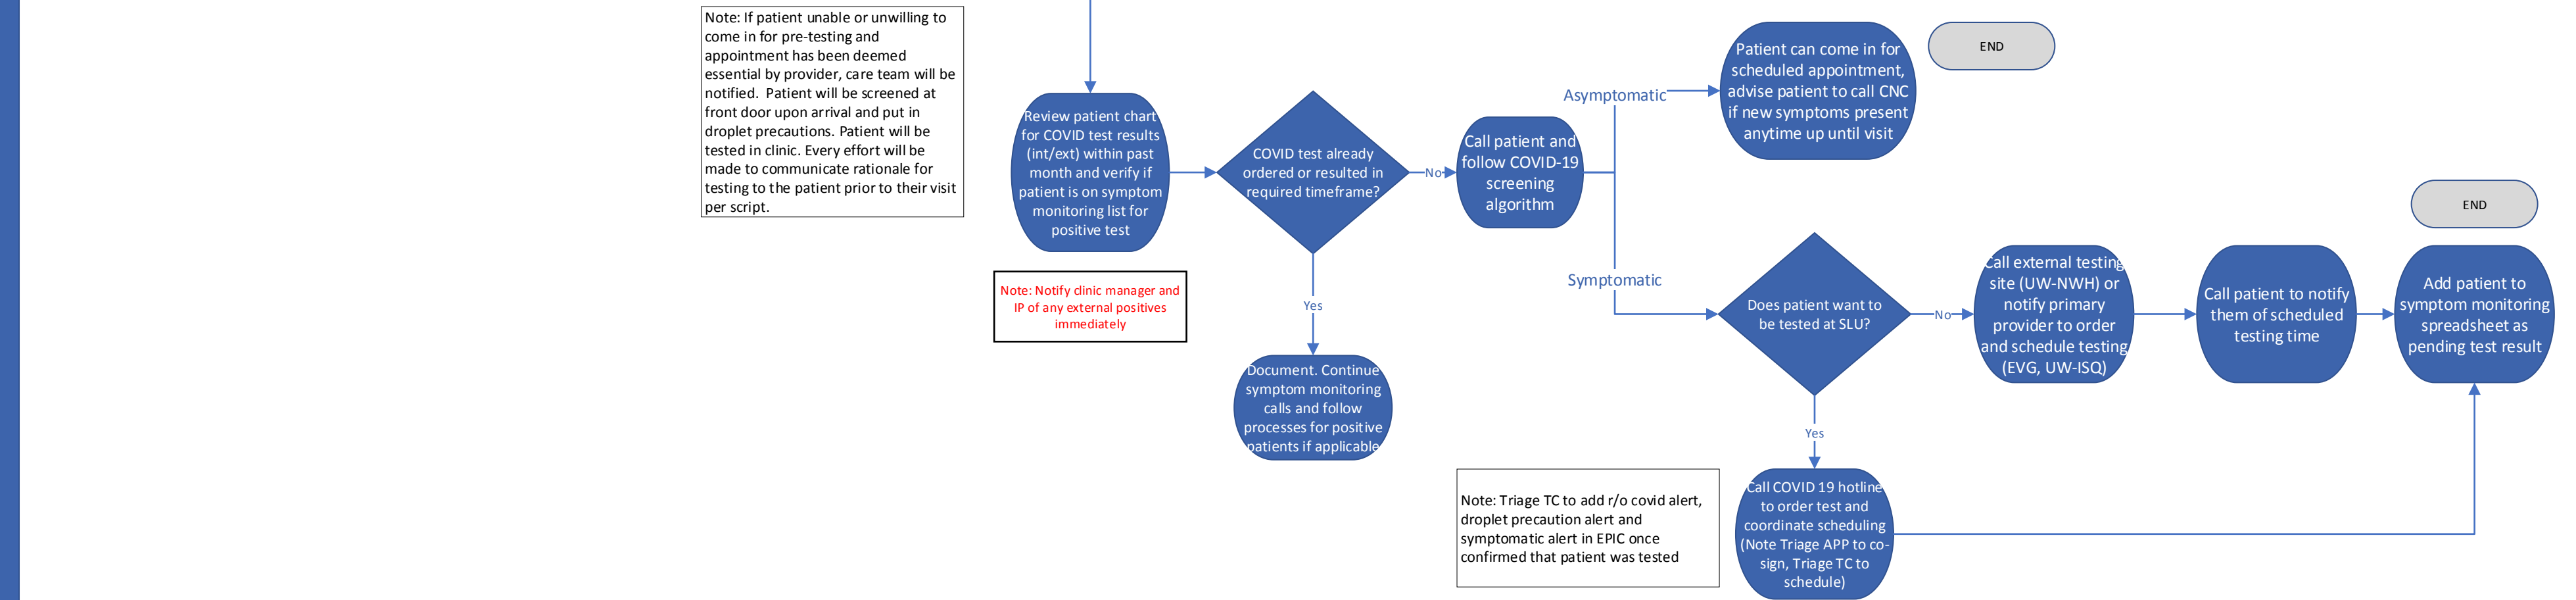 Note: If patient unable or unwilling to
come in for pre-testing and
appointment has been deemed
essential by provider, care team will be
notified.  Patient will be screened at
front door upon arrival and put in
droplet precautions. Patient will be
tested in clinic. Every effort will be
made to communicate rationale for
testing to the patient prior to their visit
per script.
Review patient chart
for COVID test results
(int/ext) within past
month and verify if
patient is on symptom
monitoring list for
positive test
Note: Notify clinic manager and
IP of any external positives
immediately
COVID test already
ordered or resulted in
required timeframe?
Yes
Document. Continue
symptom monitoring
calls and follow
processes for positive
patients if applicable
No
Call patient and
follow COVID-19
screening
algorithm
Asymptomatic
Patient can come in for
scheduled appointment,
advise patient to call CNC
if new symptoms present
anytime up until visit
END
Symptomatic
Does patient want to
be tested at SLU?
No
Call external testing
site (UW-NWH) or
notify primary
provider to order
and schedule testing
(EVG, UW-ISQ)
Call patient to notify
them of scheduled
testing time
Add patient to
symptom monitoring
spreadsheet as
pending test result
END
Yes
Call COVID 19 hotline
to order test and
coordinate scheduling
(Note Triage APP to co-
sign, Triage TC to
schedule)
Note: Triage TC to add r/o covid alert,
droplet precaution alert and
symptomatic alert in EPIC once
confirmed that patient was tested